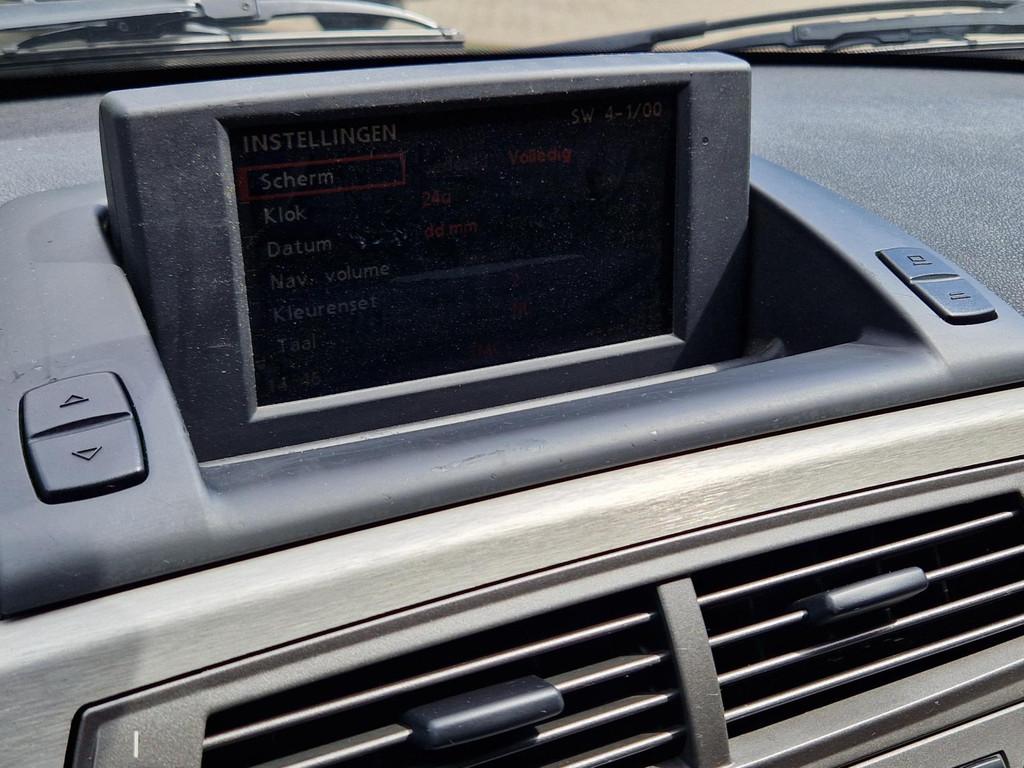 INSTELLINGEN SW 4-1/00
Scherm Volledig
Klok 24u
Datum dd.mm
Nav. volume
Kleurenset
Taal